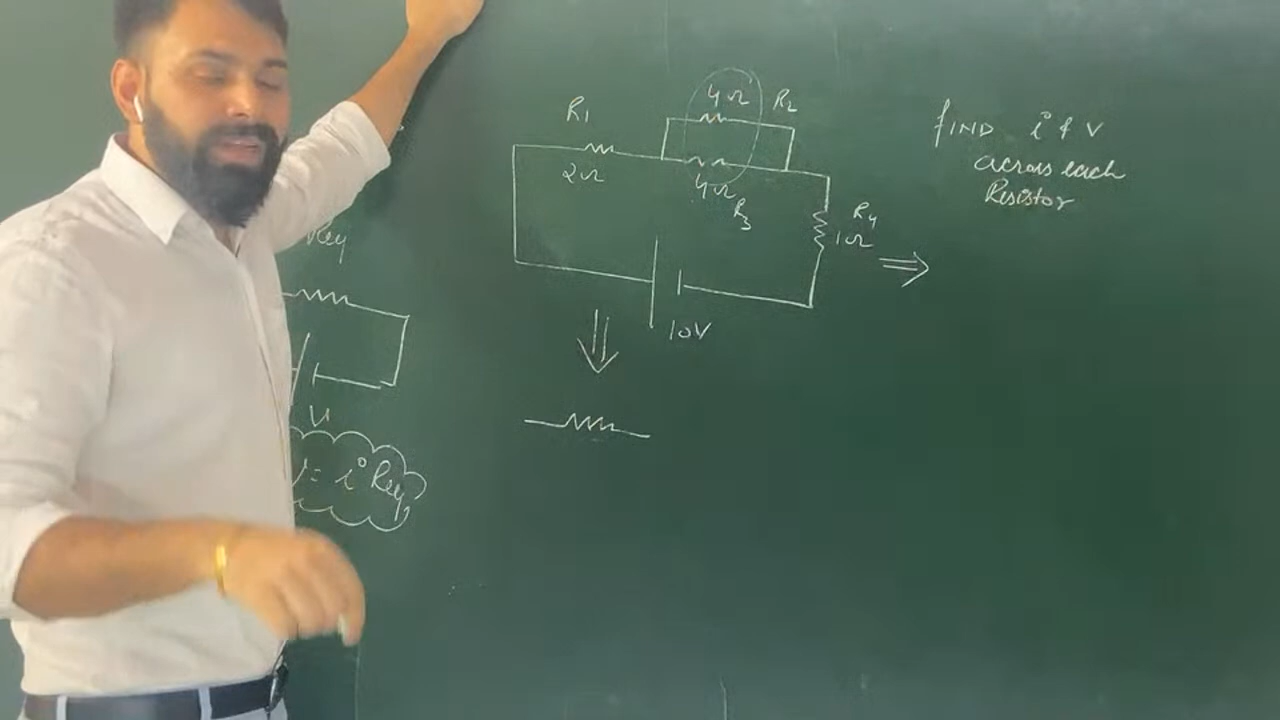 Req
V
V = i Req
R1
2Ω
4Ω
R2
4Ω
R3
R4
1Ω
10V
FIND i & V
across each
Resistor